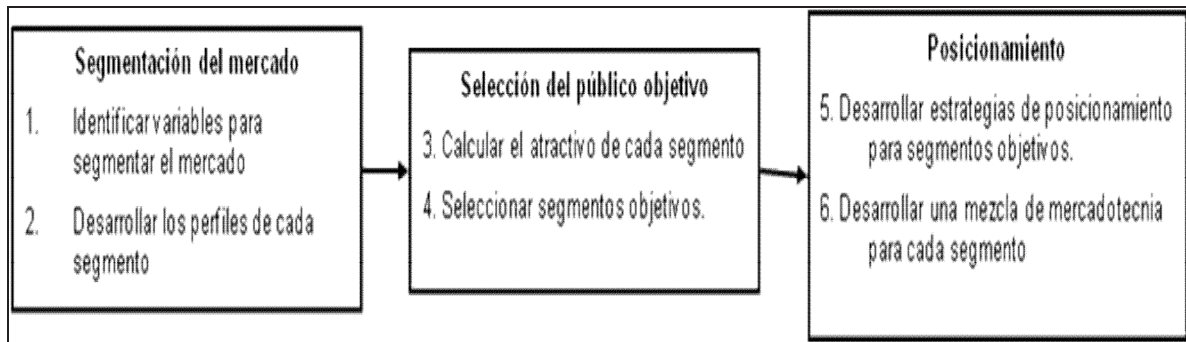 Segmentación del mercado
1. Identificar variables para
segmentar el mercado
2. Desarrollar los perfiles de cada
segmento
Selección del público objetivo
3. Calcular el atractivo de cada segmento
4. Seleccionar segmentos objetivos.
Posicionamiento
5. Desarrollar estrategias de posicionamiento
para segmentos objetivos.
6. Desarrollar una mezcla de mercadotecnia
para cada segmento